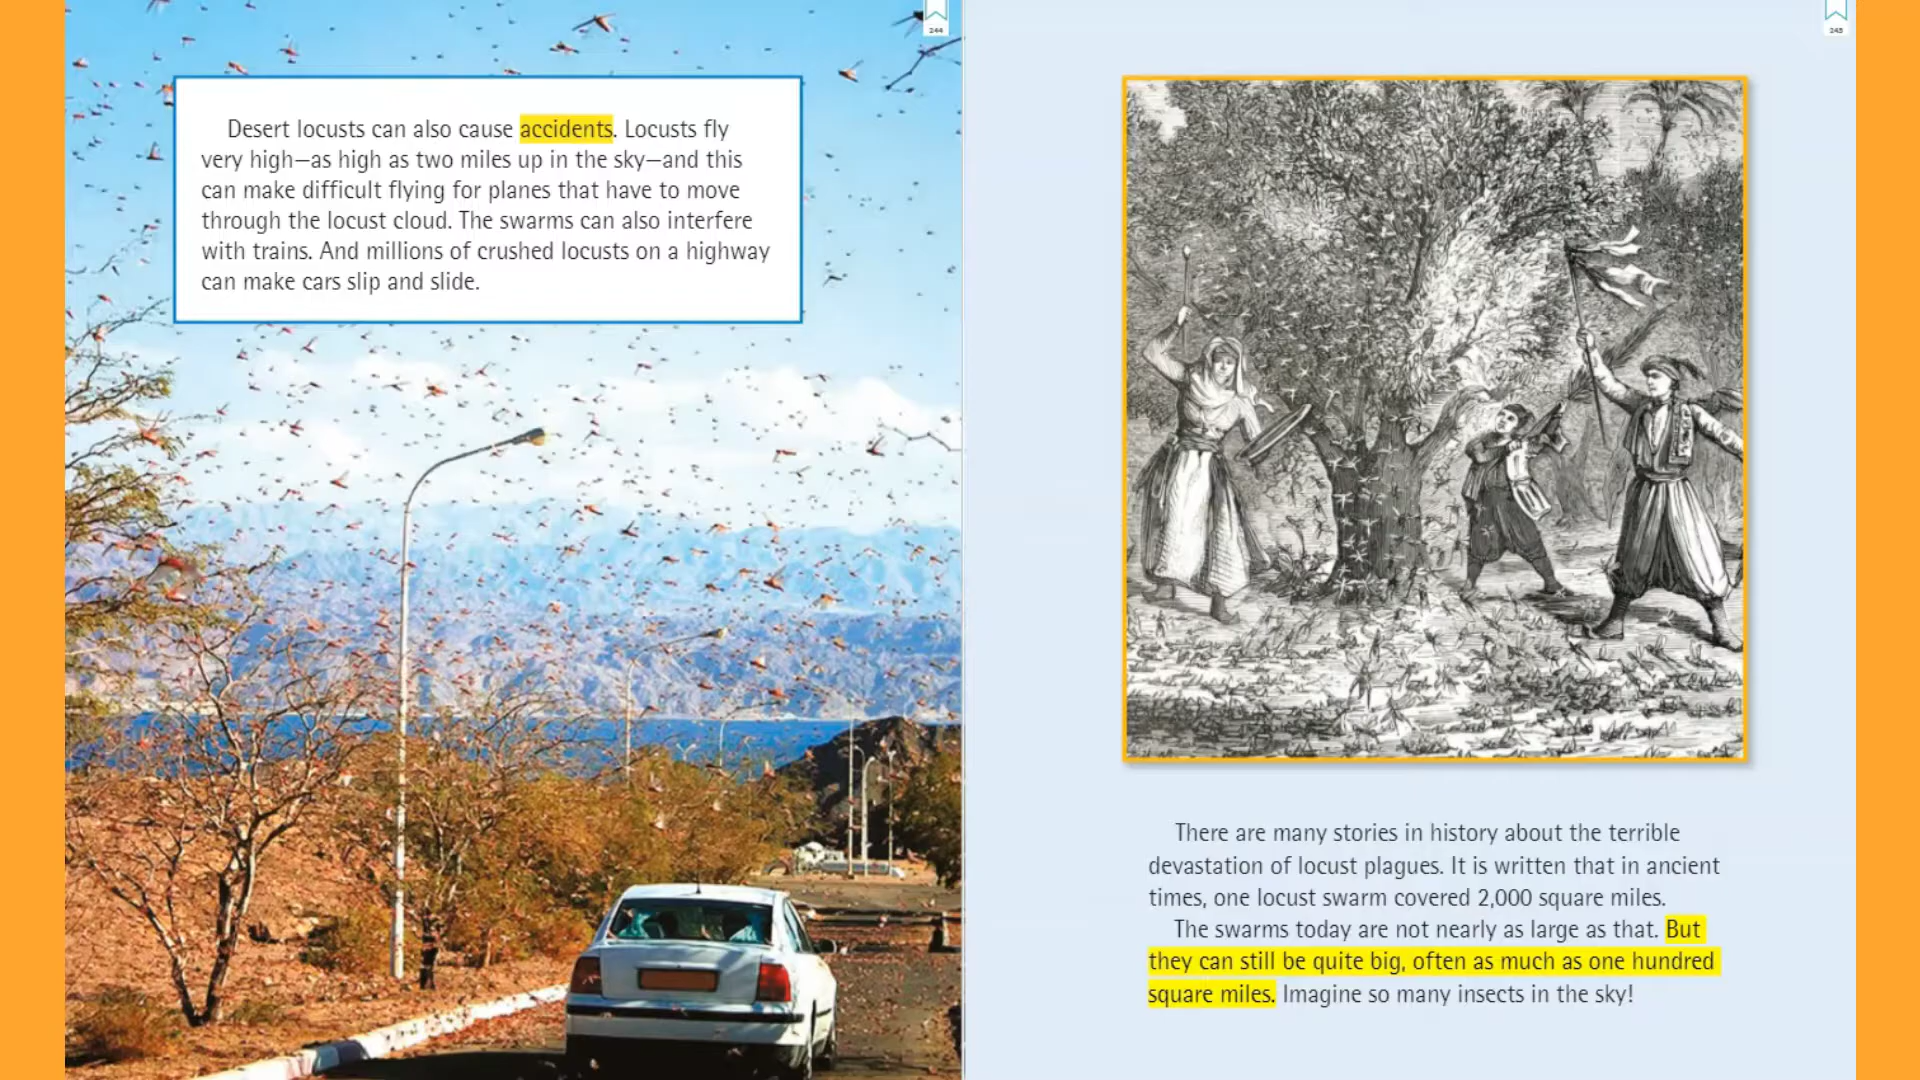 244
Desert locusts can also cause accidents. Locusts fly
very high—as high as two miles up in the sky—and this
can make difficult flying for planes that have to move
through the locust cloud. The swarms can also interfere
with trains. And millions of crushed locusts on a highway
can make cars slip and slide.
245
There are many stories in history about the terrible
devastation of locust plagues. It is written that in ancient
times, one locust swarm covered 2,000 square miles.
The swarms today are not nearly as large as that. But
they can still be quite big, often as much as one hundred
square miles. Imagine so many insects in the sky!